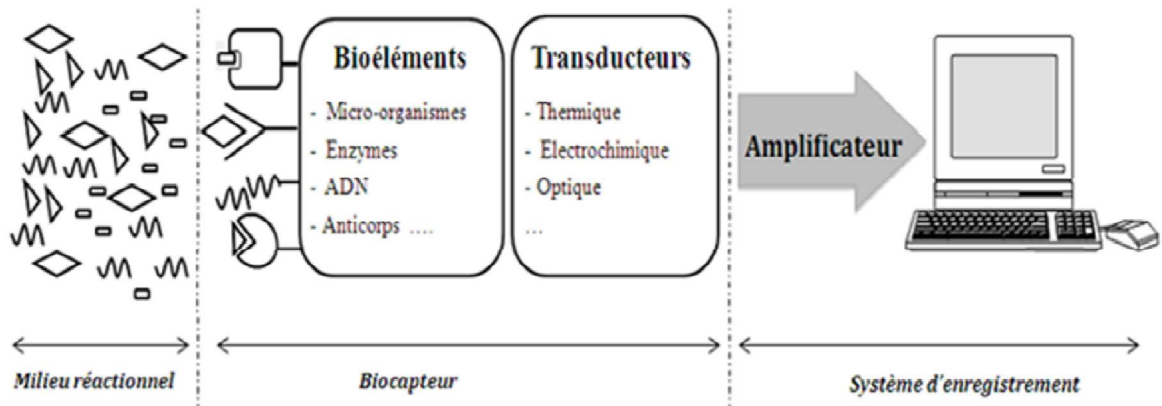 Bioéléments
- Micro-organismes
- Enzymes
- ADN
- Anticorps ....
Transducteurs
- Thermique
- Electrochimique
- Optique
...
Amplificateur
Milieu réactionnel
Biocapteur
Système d'enregistrement